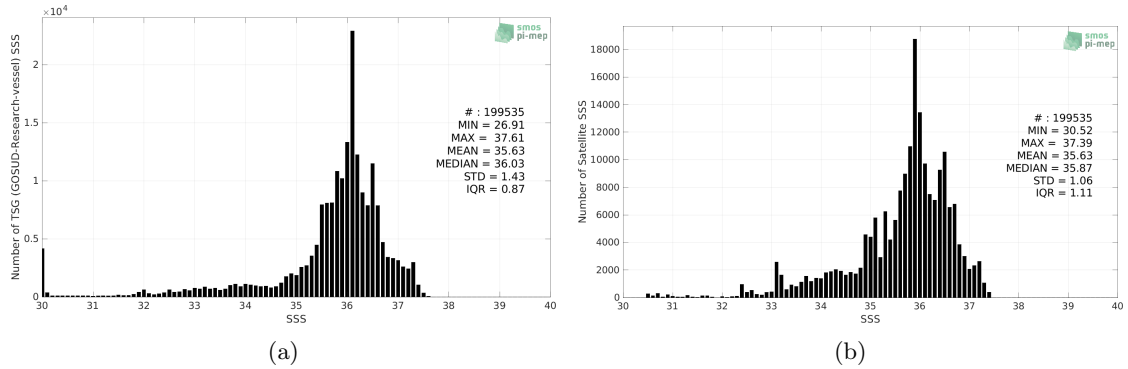 ×10⁴
smos
pi-mep
Number of TSG (GOSUD-Research-vessel) SSS
2
1.5
1
0.5
0
# : 199535
MIN = 26.91
MAX = 37.61
MEAN = 35.63
MEDIAN = 36.03
STD = 1.43
IQR = 0.87
30 31 32 33 34 35 36 37 38 39 40
SSS
(a)
smos
pi-mep
Number of Satellite SSS
18000
16000
14000
12000
10000
8000
6000
4000
2000
0
# : 199535
MIN = 30.52
MAX = 37.39
MEAN = 35.63
MEDIAN = 35.87
STD = 1.06
IQR = 1.11
30 31 32 33 34 35 36 37 38 39 40
SSS
(b)